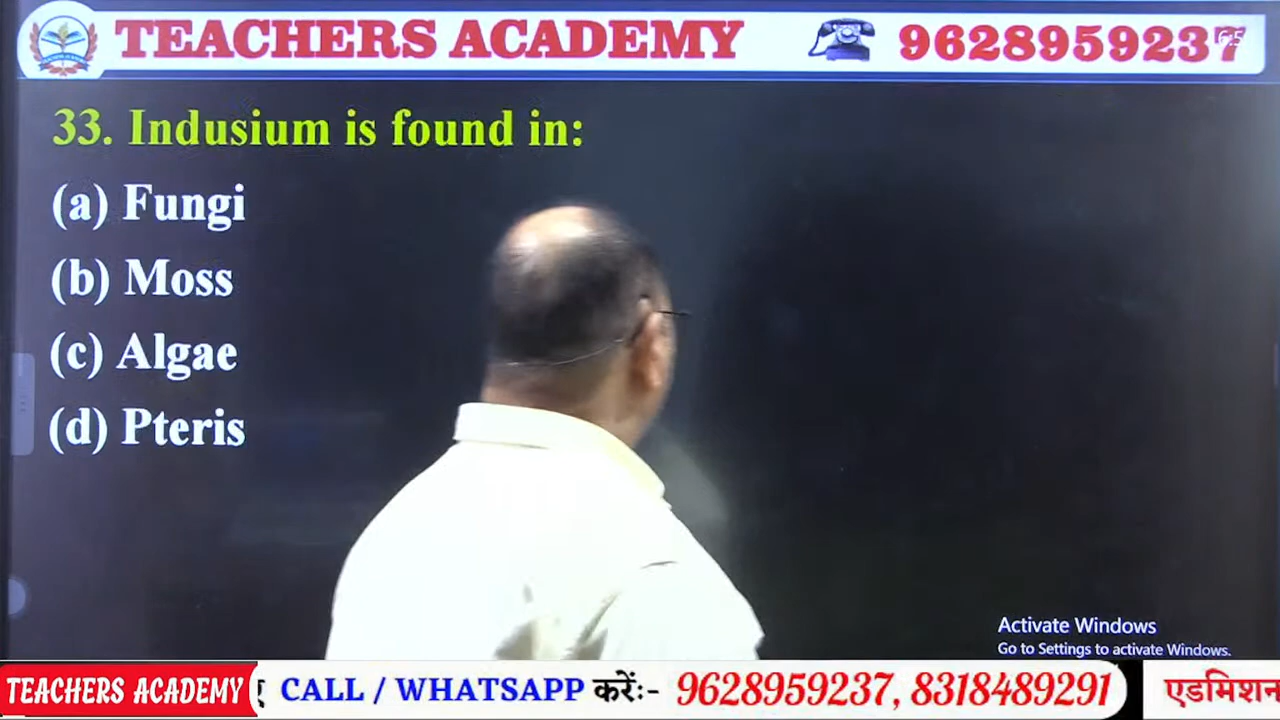 TEACHERS ACADEMY
9628959237
33. Indusium is found in:
(a) Fungi
(b) Moss
(c) Algae
(d) Pteris
Activate Windows
Go to Settings to activate Windows.
TEACHERS ACADEMY
CALL / WHATSAPP करेंः- 9628959237, 8318489291
एडमिशन